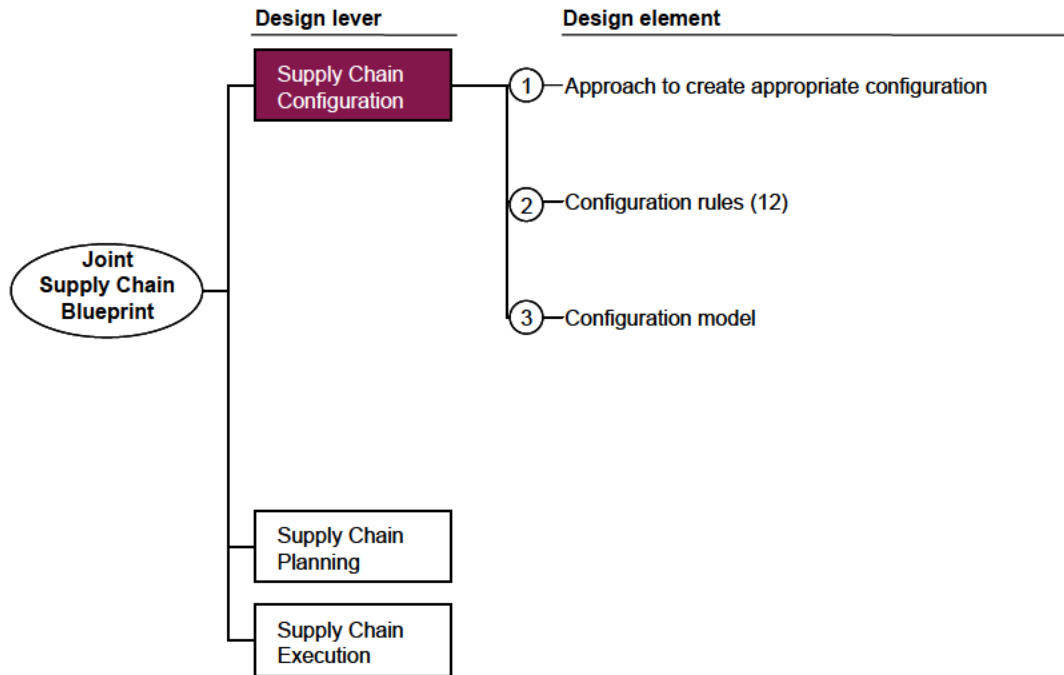 Design lever
Design element
Supply Chain
Configuration
1
Approach to create appropriate configuration
2
Configuration rules (12)
Joint
Supply Chain
Blueprint
3
Configuration model
Supply Chain
Planning
Supply Chain
Execution